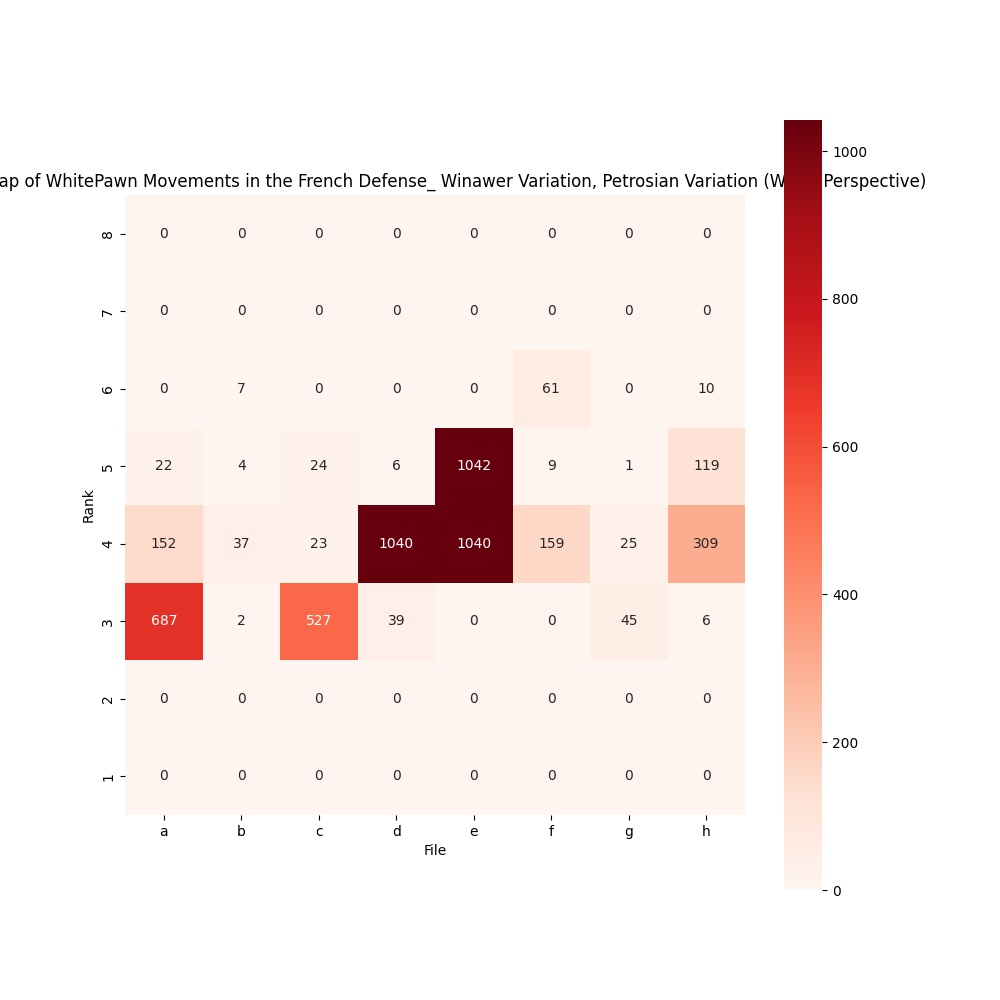 ap of WhitePawn Movements in the French Defense_ Winawer Variation, Petrosian Variation (W Perspective)
Rank
8 0 0 0 0 0 0 0 0
7 0 0 0 0 0 0 0 0
6 0 7 0 0 0 61 0 10
5 22 4 24 6 1042 9 1 119
4 152 37 23 1040 1040 159 25 309
3 687 2 527 39 0 0 45 6
2 0 0 0 0 0 0 0 0
1 0 0 0 0 0 0 0 0
a b c d e f g h
File
1000
800
600
400
200
0